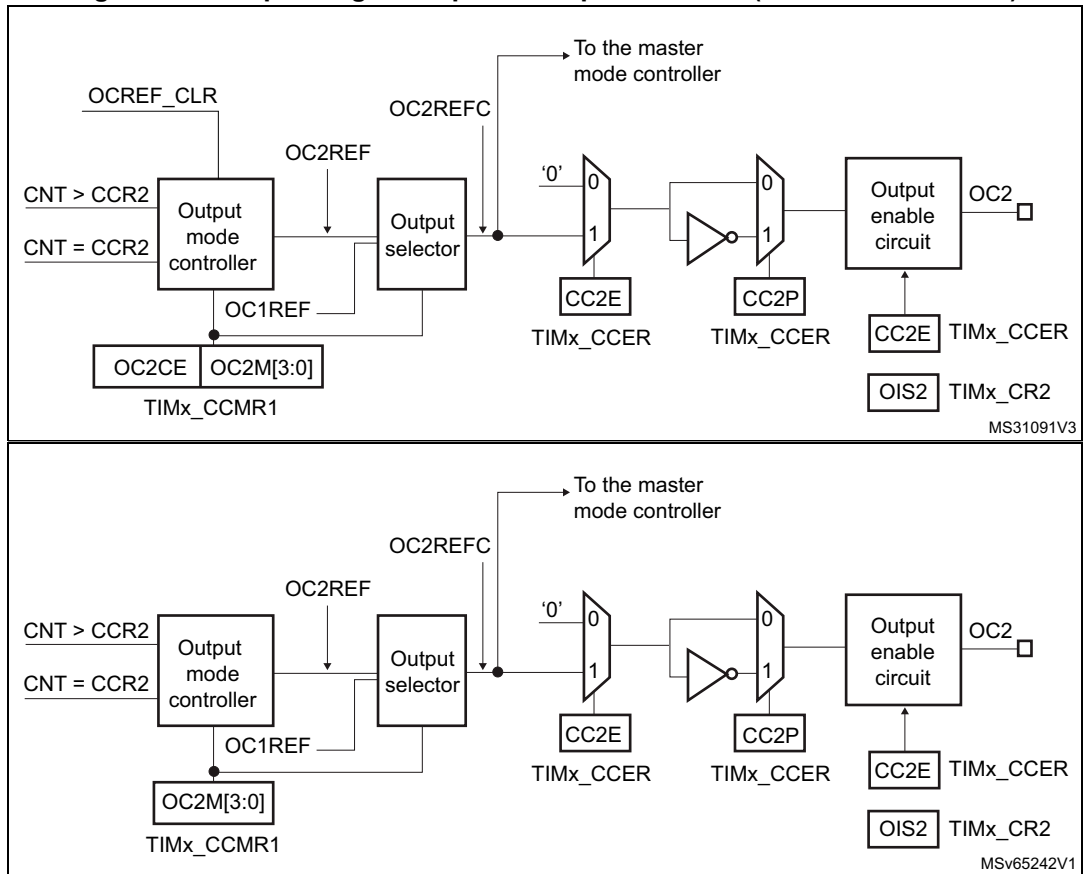 To the master
mode controller
OCREF_CLR
OC2REFC
OC2REF
'0'
0
0
CNT > CCR2
Output
mode
controller
Output
selector
Output
enable
circuit
OC2
CNT = CCR2
1
1
OC1REF
CC2E
CC2P
TIMx_CCER
TIMx_CCER
CC2E
TIMx_CCER
OC2CE
OC2M[3:0]
TIMx_CCMR1
OIS2
TIMx_CR2
MS31091V3
To the master
mode controller
OC2REFC
OC2REF
'0'
0
0
CNT > CCR2
Output
mode
controller
Output
selector
Output
enable
circuit
OC2
CNT = CCR2
1
1
OC1REF
CC2E
CC2P
TIMx_CCER
TIMx_CCER
CC2E
TIMx_CCER
OC2M[3:0]
TIMx_CCMR1
OIS2
TIMx_CR2
MSv65242V1